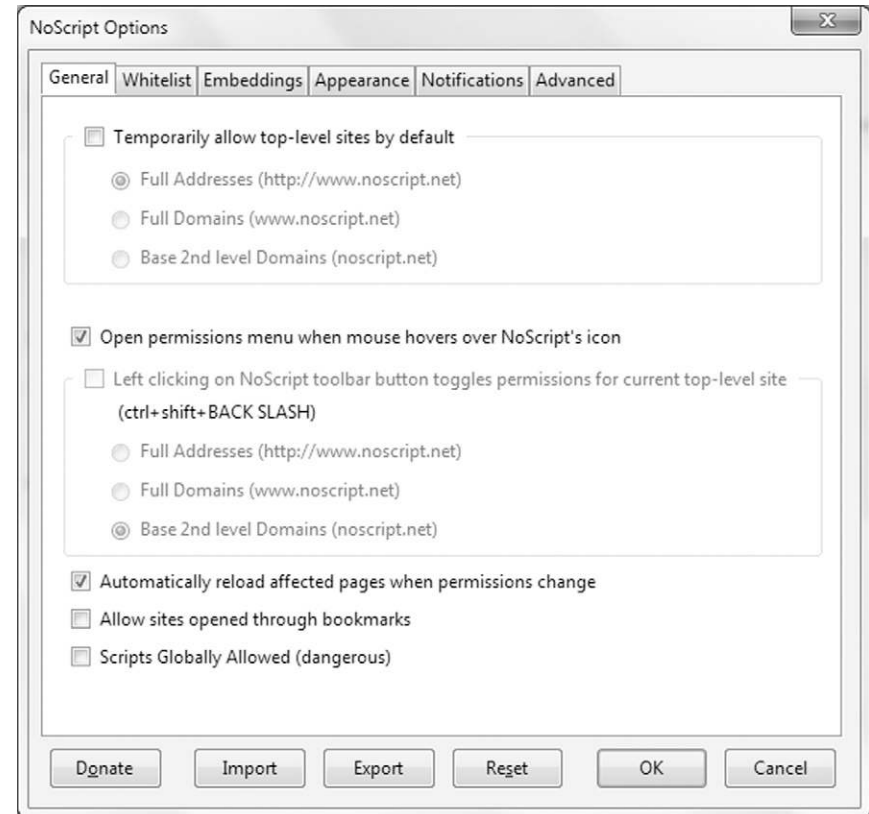 NoScript Options
General Whitelist Embeddings Appearance Notifications Advanced
Temporarily allow top-level sites by default
Full Addresses (http://www.noscript.net)
Full Domains (www.noscript.net)
Base 2nd level Domains (noscript.net)
Open permissions menu when mouse hovers over NoScript's icon
Left clicking on NoScript toolbar button toggles permissions for current top-level site
(ctrl+shift+BACK SLASH)
Full Addresses (http://www.noscript.net)
Full Domains (www.noscript.net)
Base 2nd level Domains (noscript.net)
Automatically reload affected pages when permissions change
Allow sites opened through bookmarks
Scripts Globally Allowed (dangerous)
Donate Import Export Reset OK Cancel